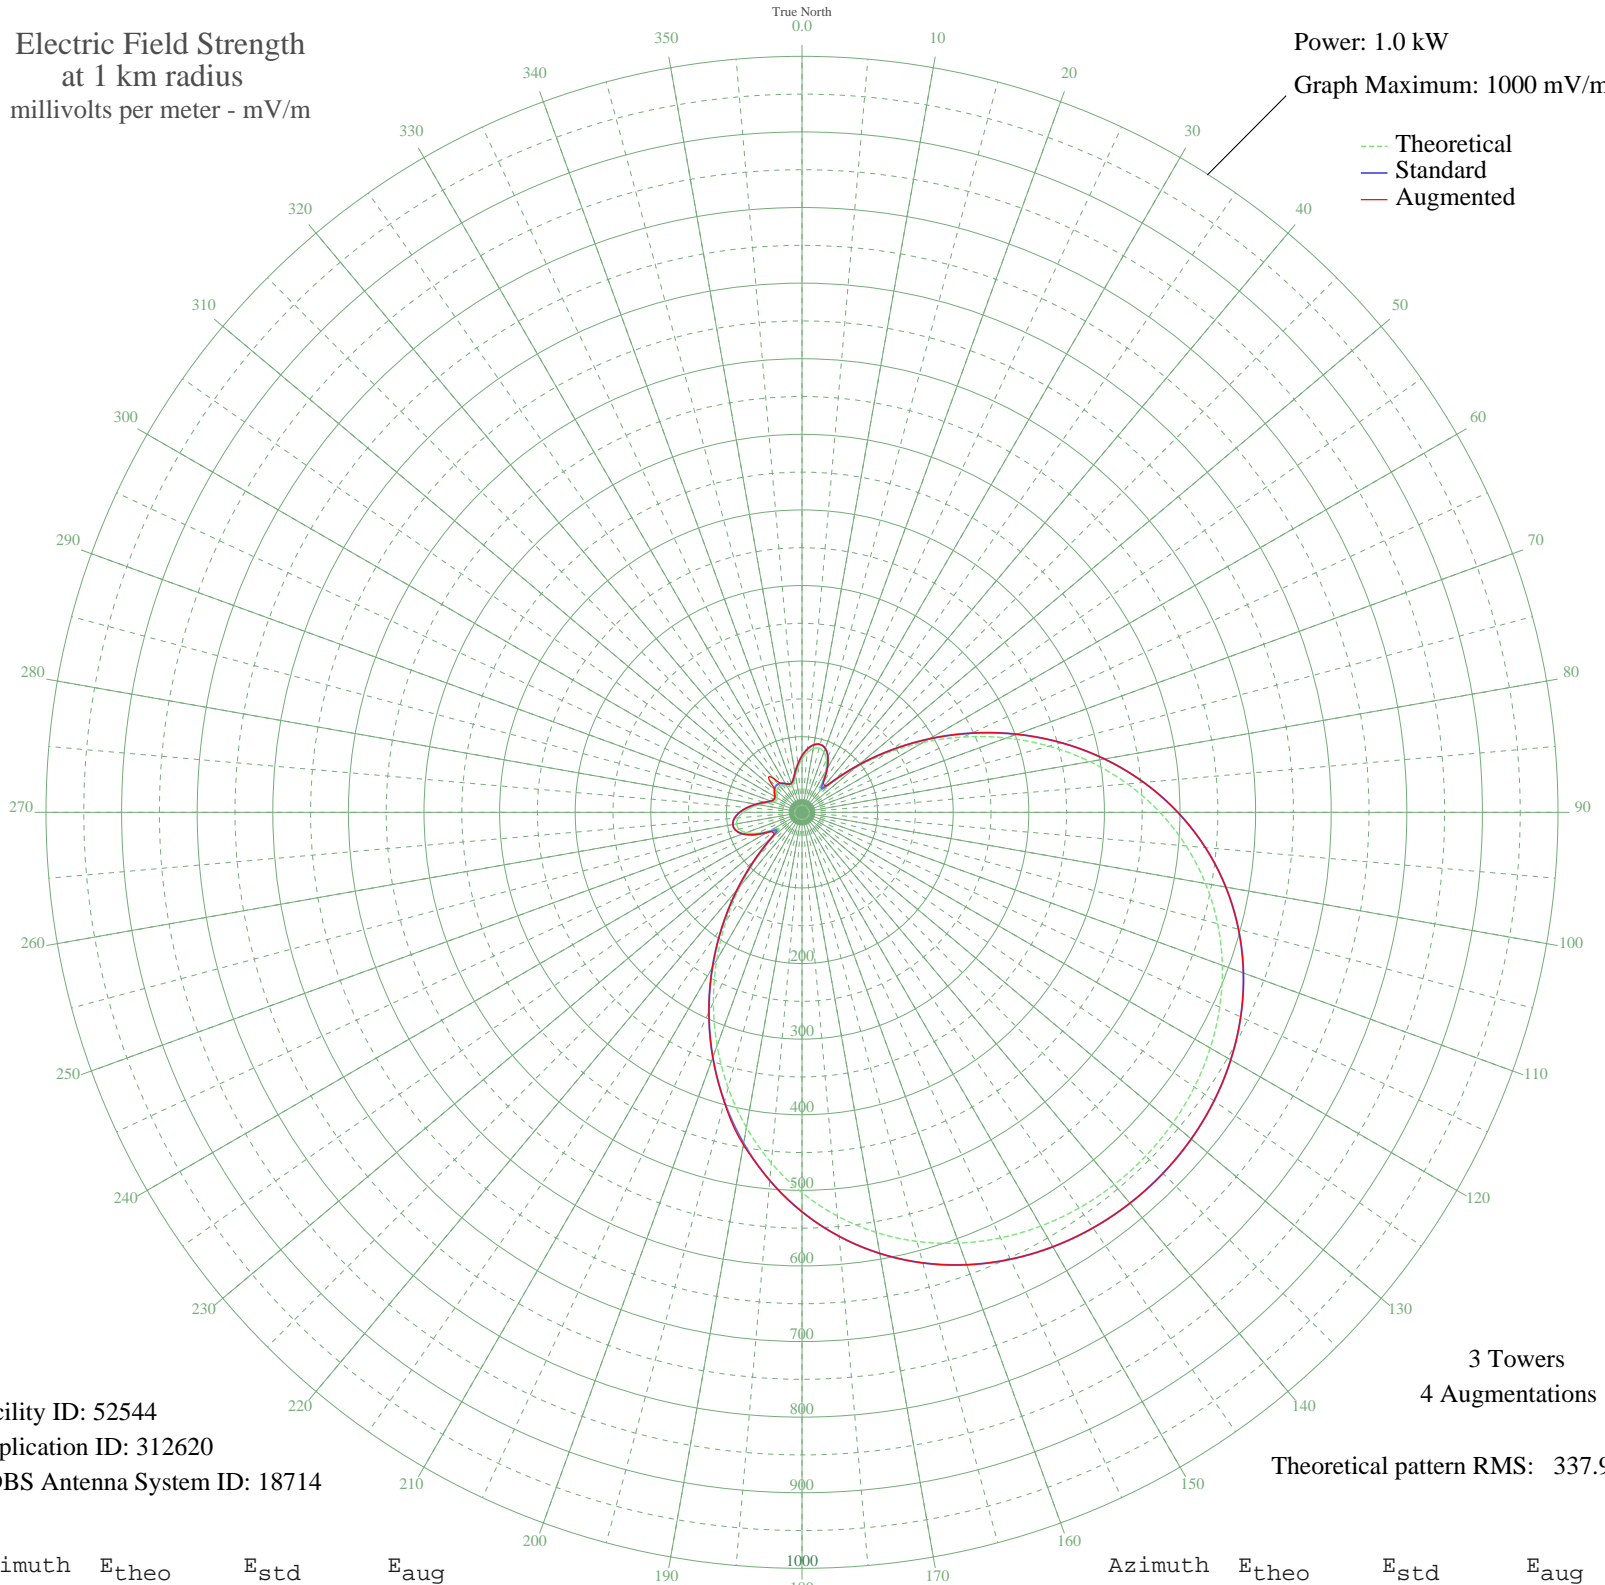 True North
0.0
Electric Field Strength
at 1 km radius
millivolts per meter - mV/m
Power: 1.0 kW
Graph Maximum: 1000 mV/m
Theoretical
Standard
Augmented
10
20
30
40
50
60
70
80
90
100
110
120
130
140
150
160
170
190
200
210
220
230
240
250
260
270
280
290
300
310
320
330
340
350
200
300
400
500
600
700
800
900
1000
3 Towers
4 Augmentations
Theoretical pattern RMS: 337.9
cility ID: 52544
plication ID: 312620
DBS Antenna System ID: 18714
imuth Etheo Estd Eaug
Azimuth Etheo Estd Eaug